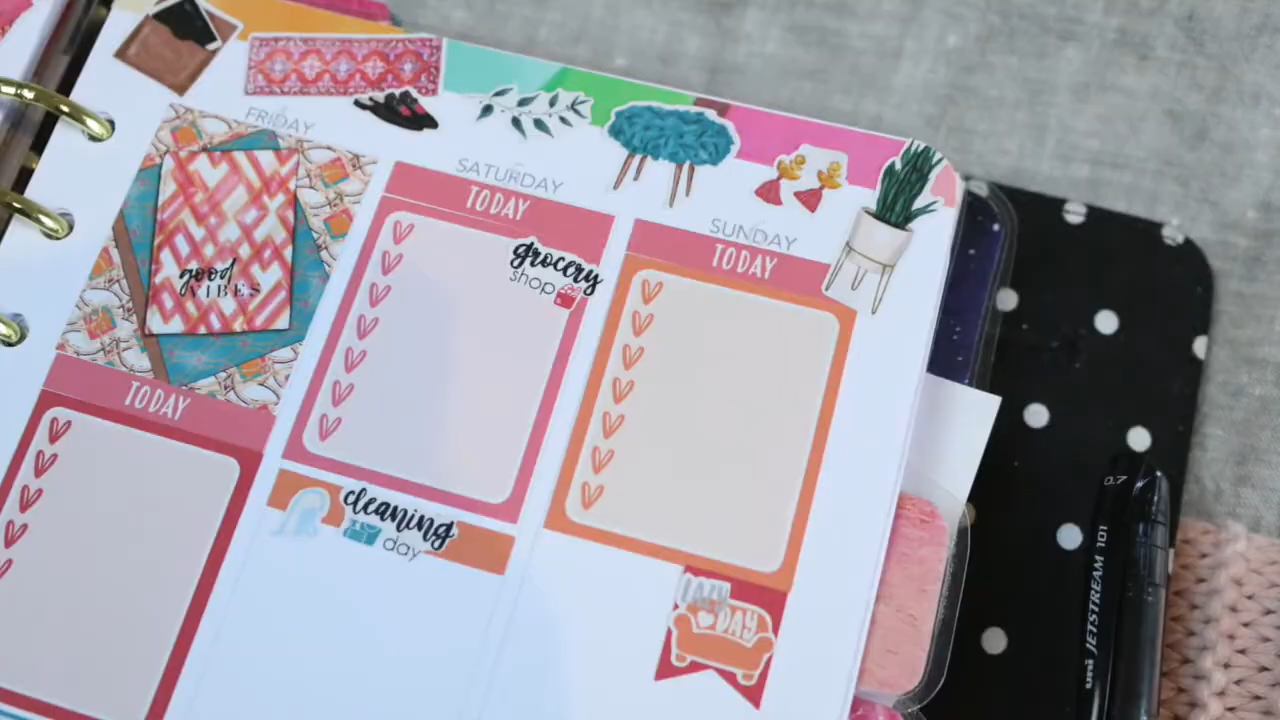 FRIDAY
good
VIBES
TODAY
SATURDAY
TODAY
grocery
shop
cleaning
day
SUNDAY
TODAY
LAZY
DAY
0.7
uni JETSTREAM 101